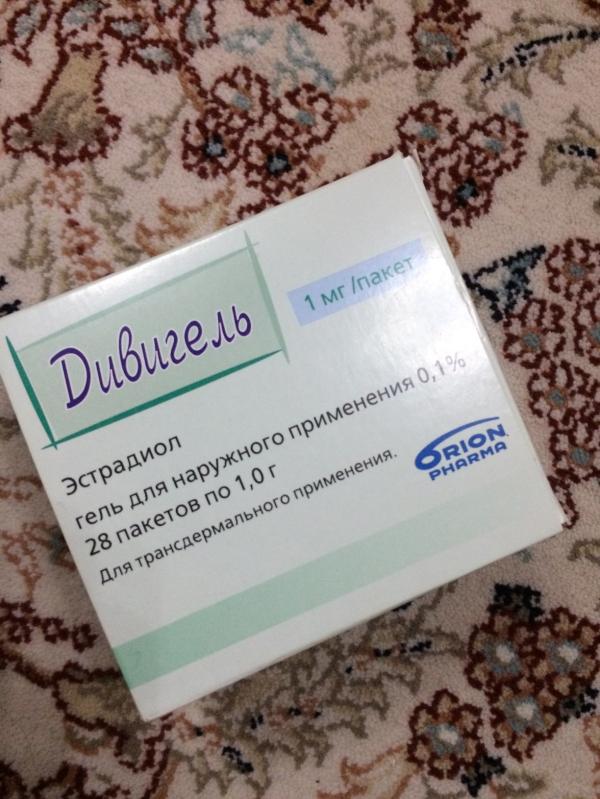 Дивигель
1 мг/пакет
Эстрадиол
гель для наружного применения 0,1%
28 пакетов по 1,0 г
Для трансдермального применения.
ORION
PHARMA